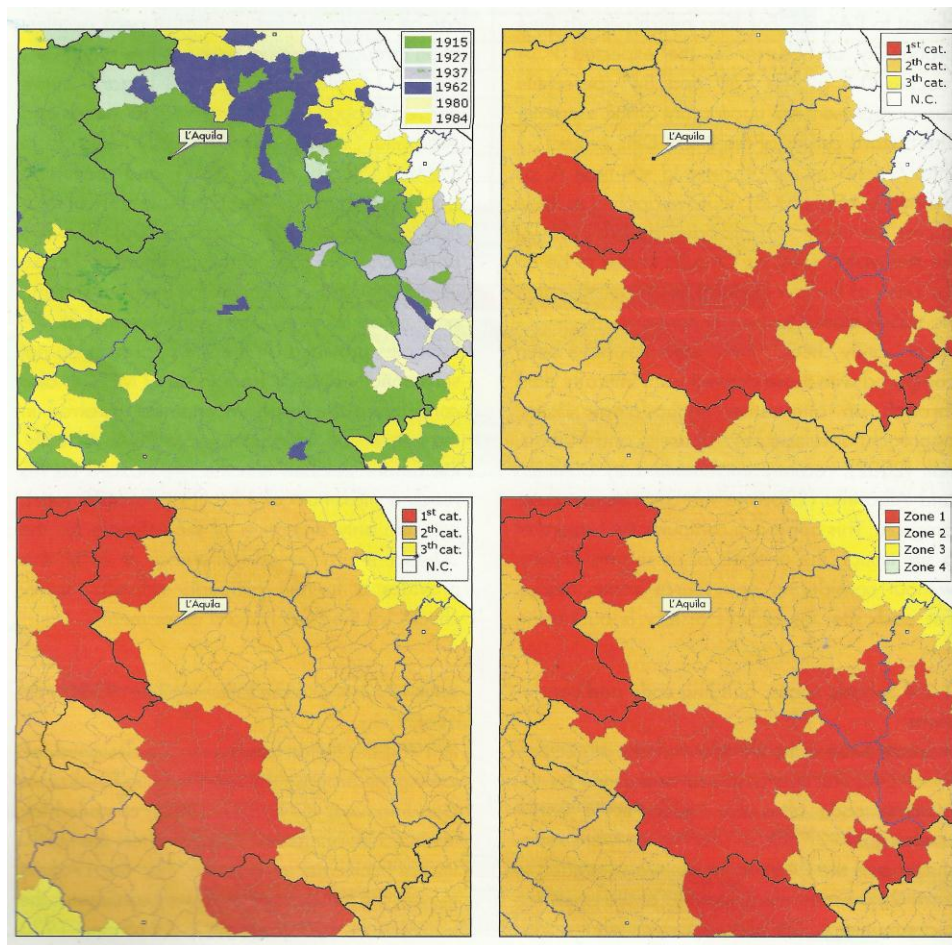 1915
1927
1937
1962
1980
1984
L'Aquila
1st cat.
2th cat.
3th cat.
N.C.
L'Aquila
1st cat.
2th cat.
3th cat.
N.C.
L'Aquila
Zone 1
Zone 2
Zone 3
Zone 4
L'Aquila